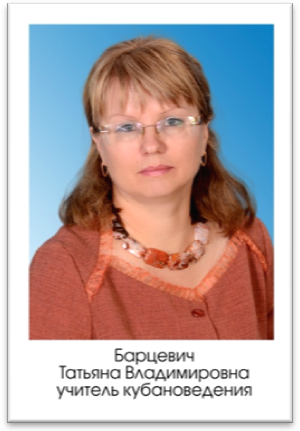 Барцевич
Татьяна Владимировна
учитель кубановедения